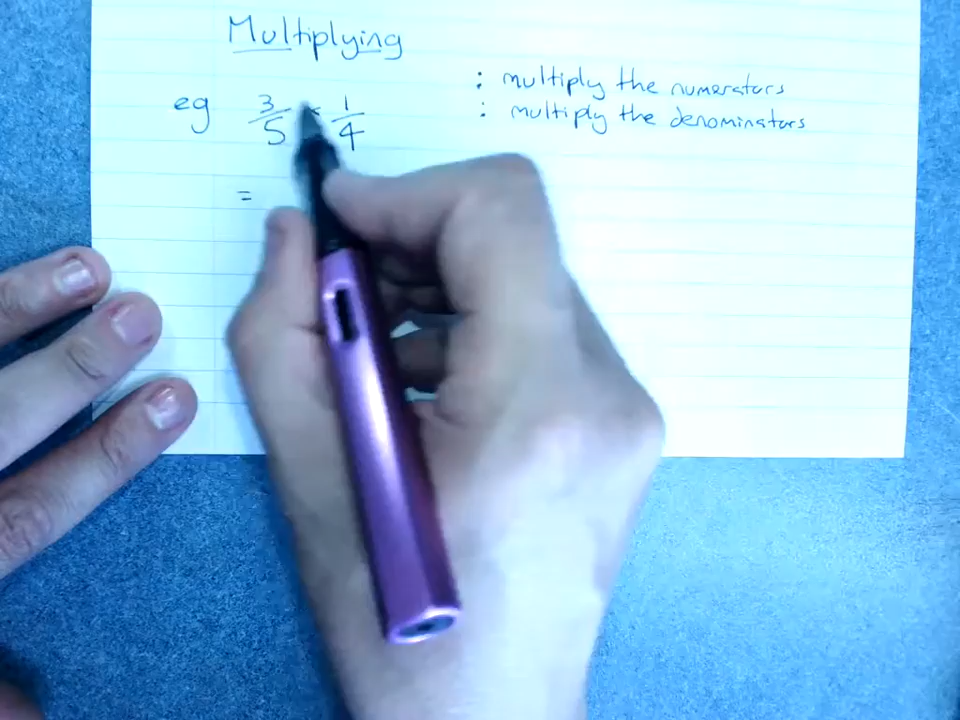 Multiplying
: multiply the numerators
eg 3/5 × 1/4
: multiply the denominators
=